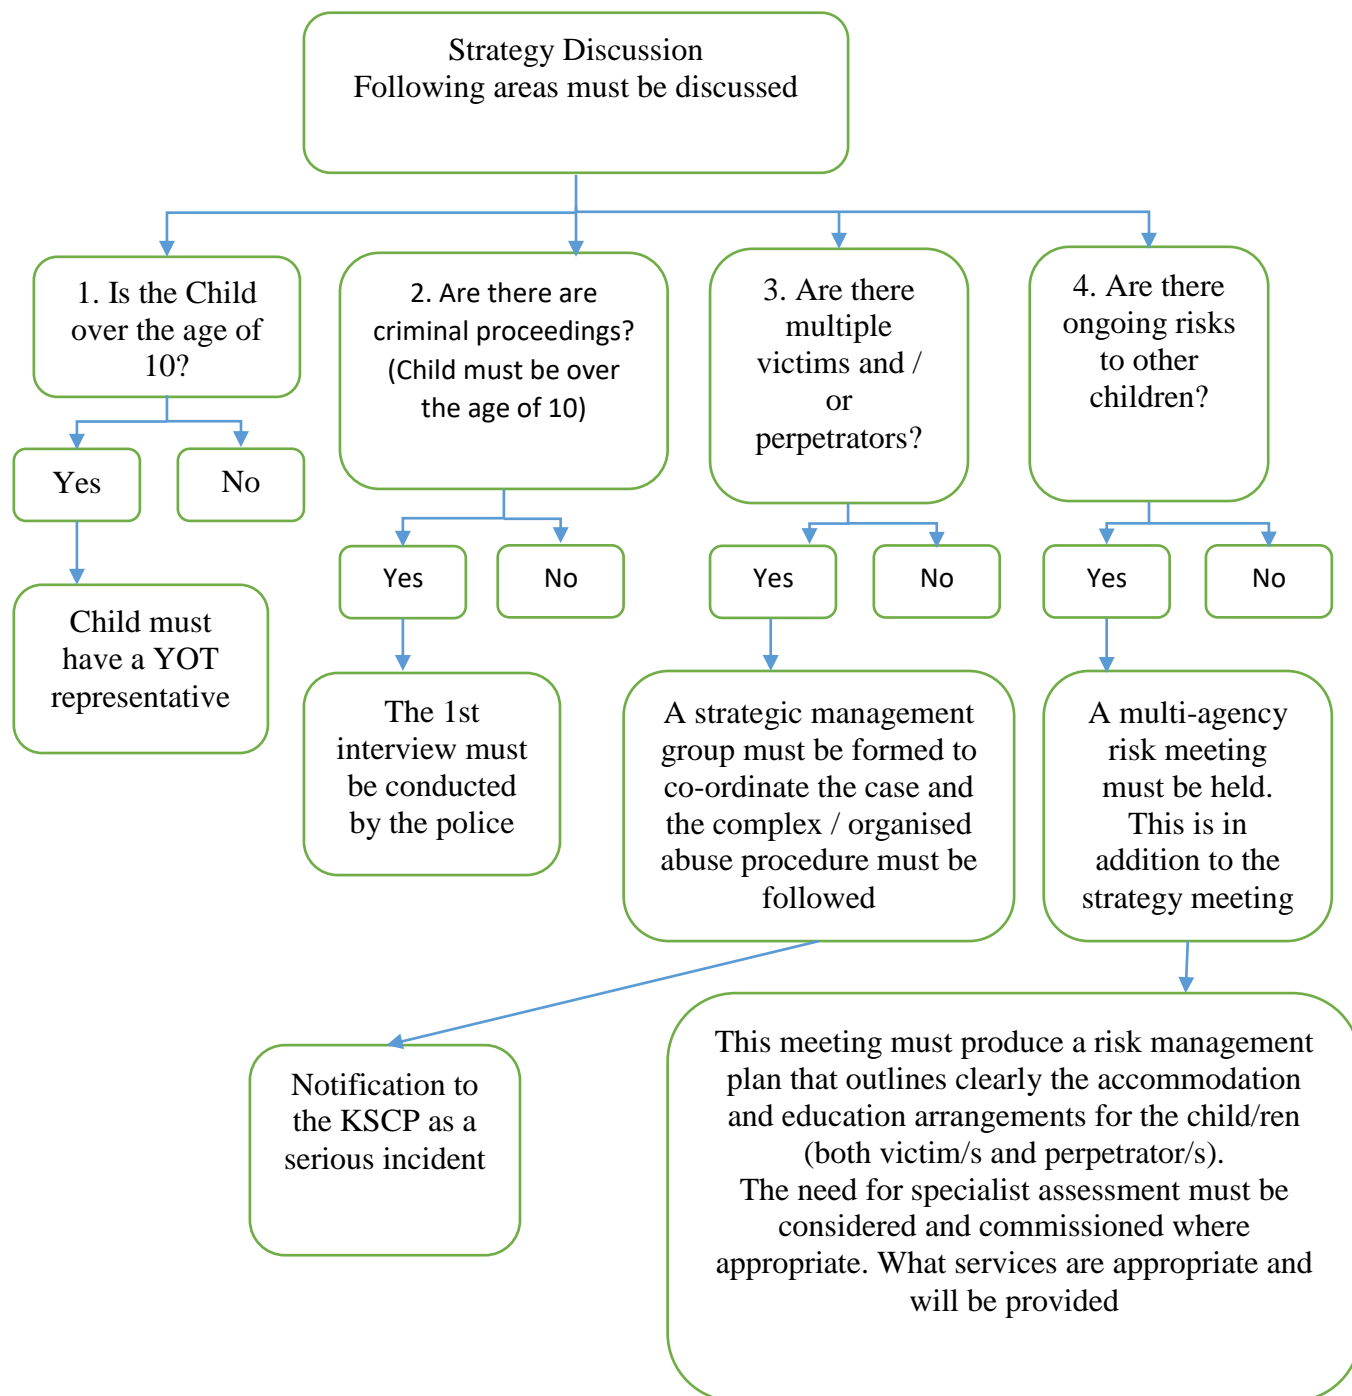 Strategy Discussion
Following areas must be discussed
1. Is the Child
over the age of
10?
2. Are there are
criminal proceedings?
(Child must be over
the age of 10)
3. Are there
multiple
victims and /
or
perpetrators?
4. Are there
ongoing risks
to other
children?
Yes
No
Yes
No
Yes
No
Yes
No
Child must
have a YOT
representative
The 1st
interview must
be conducted
by the police
A strategic management
group must be formed to
co-ordinate the case and
the complex / organised
abuse procedure must be
followed
A multi-agency
risk meeting
must be held.
This is in
addition to the
strategy meeting
Notification to
the KSCP as a
serious incident
This meeting must produce a risk management
plan that outlines clearly the accommodation
and education arrangements for the child/ren
(both victim/s and perpetrator/s).
The need for specialist assessment must be
considered and commissioned where
appropriate. What services are appropriate and
will be provided